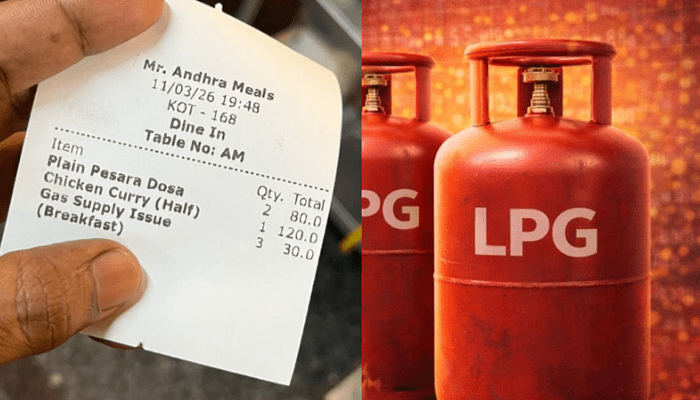 Mr. Andhra Meals
11/03/26 19:48
KOT - 168
Dine In
Table No: AM
Item Qty. Total
Plain Pesara Dosa 2 80.0
Chicken Curry (Half) 1 120.0
Gas Supply Issue 3 30.0
(Breakfast)
PG
LPG